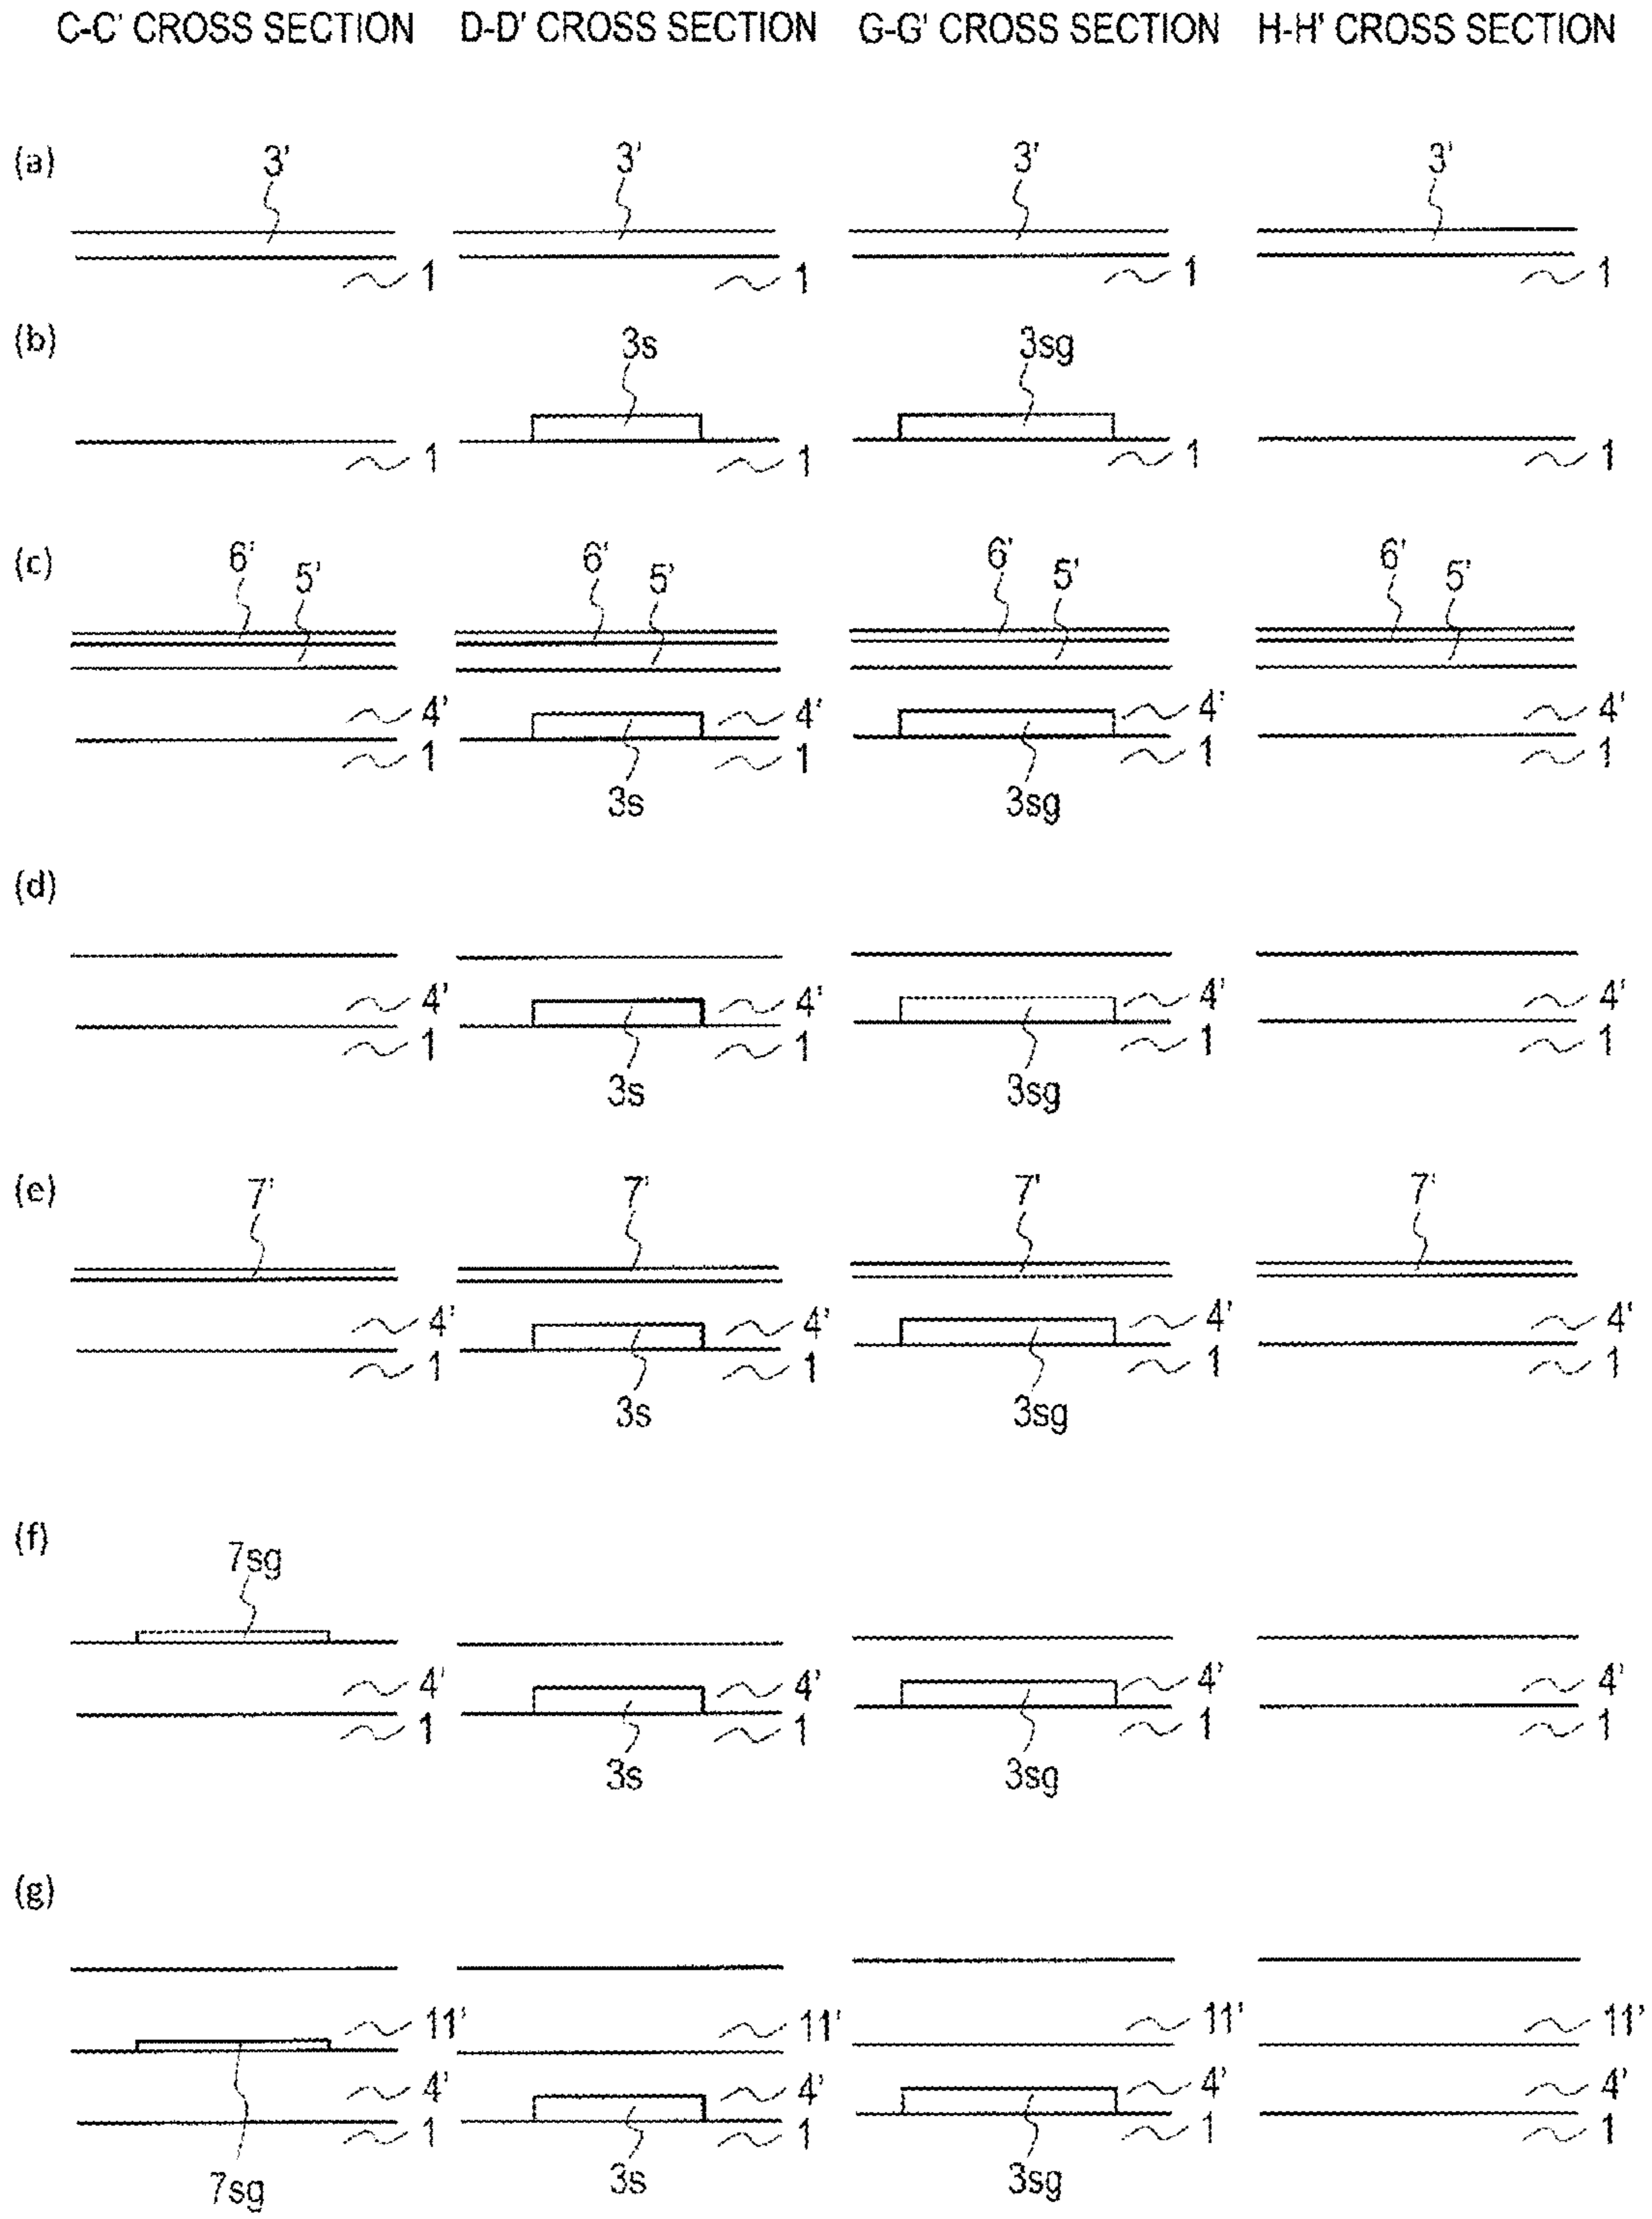 C-C' CROSS SECTION D-D' CROSS SECTION G-G' CROSS SECTION H-H' CROSS SECTION
(a) 3' 3' 3' 3'
1 1 1 1
(b) 3s 3sg
1 1 1 1
(c) 6' 5' 6' 5' 6' 5' 6' 5'
4' 4' 4' 4'
1 1 1 1
3s 3sg
(d)
4' 4' 4' 4'
1 1 1 1
3s 3sg
(e) 7' 7' 7' 7'
4' 4' 4' 4'
1 1 1 1
3s 3sg
(f) 7sg
4' 4' 4' 4'
1 1 1 1
3s 3sg
(g)
11' 11' 11' 11'
4' 4' 4' 4'
1 1 1 1
7sg 3s 3sg